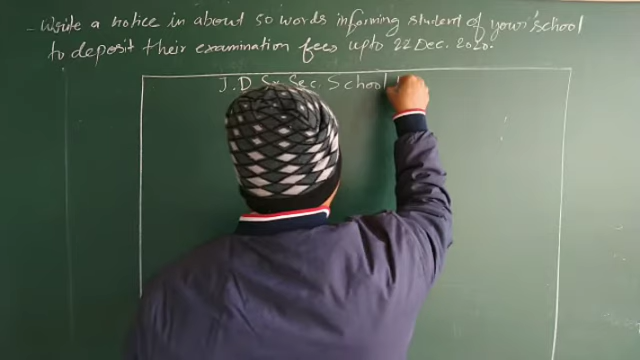 - Write a notice in about 50 words informing student of your school
to deposit their examination fees upto 22 Dec. 2020.
J.D Sr. Sec. School